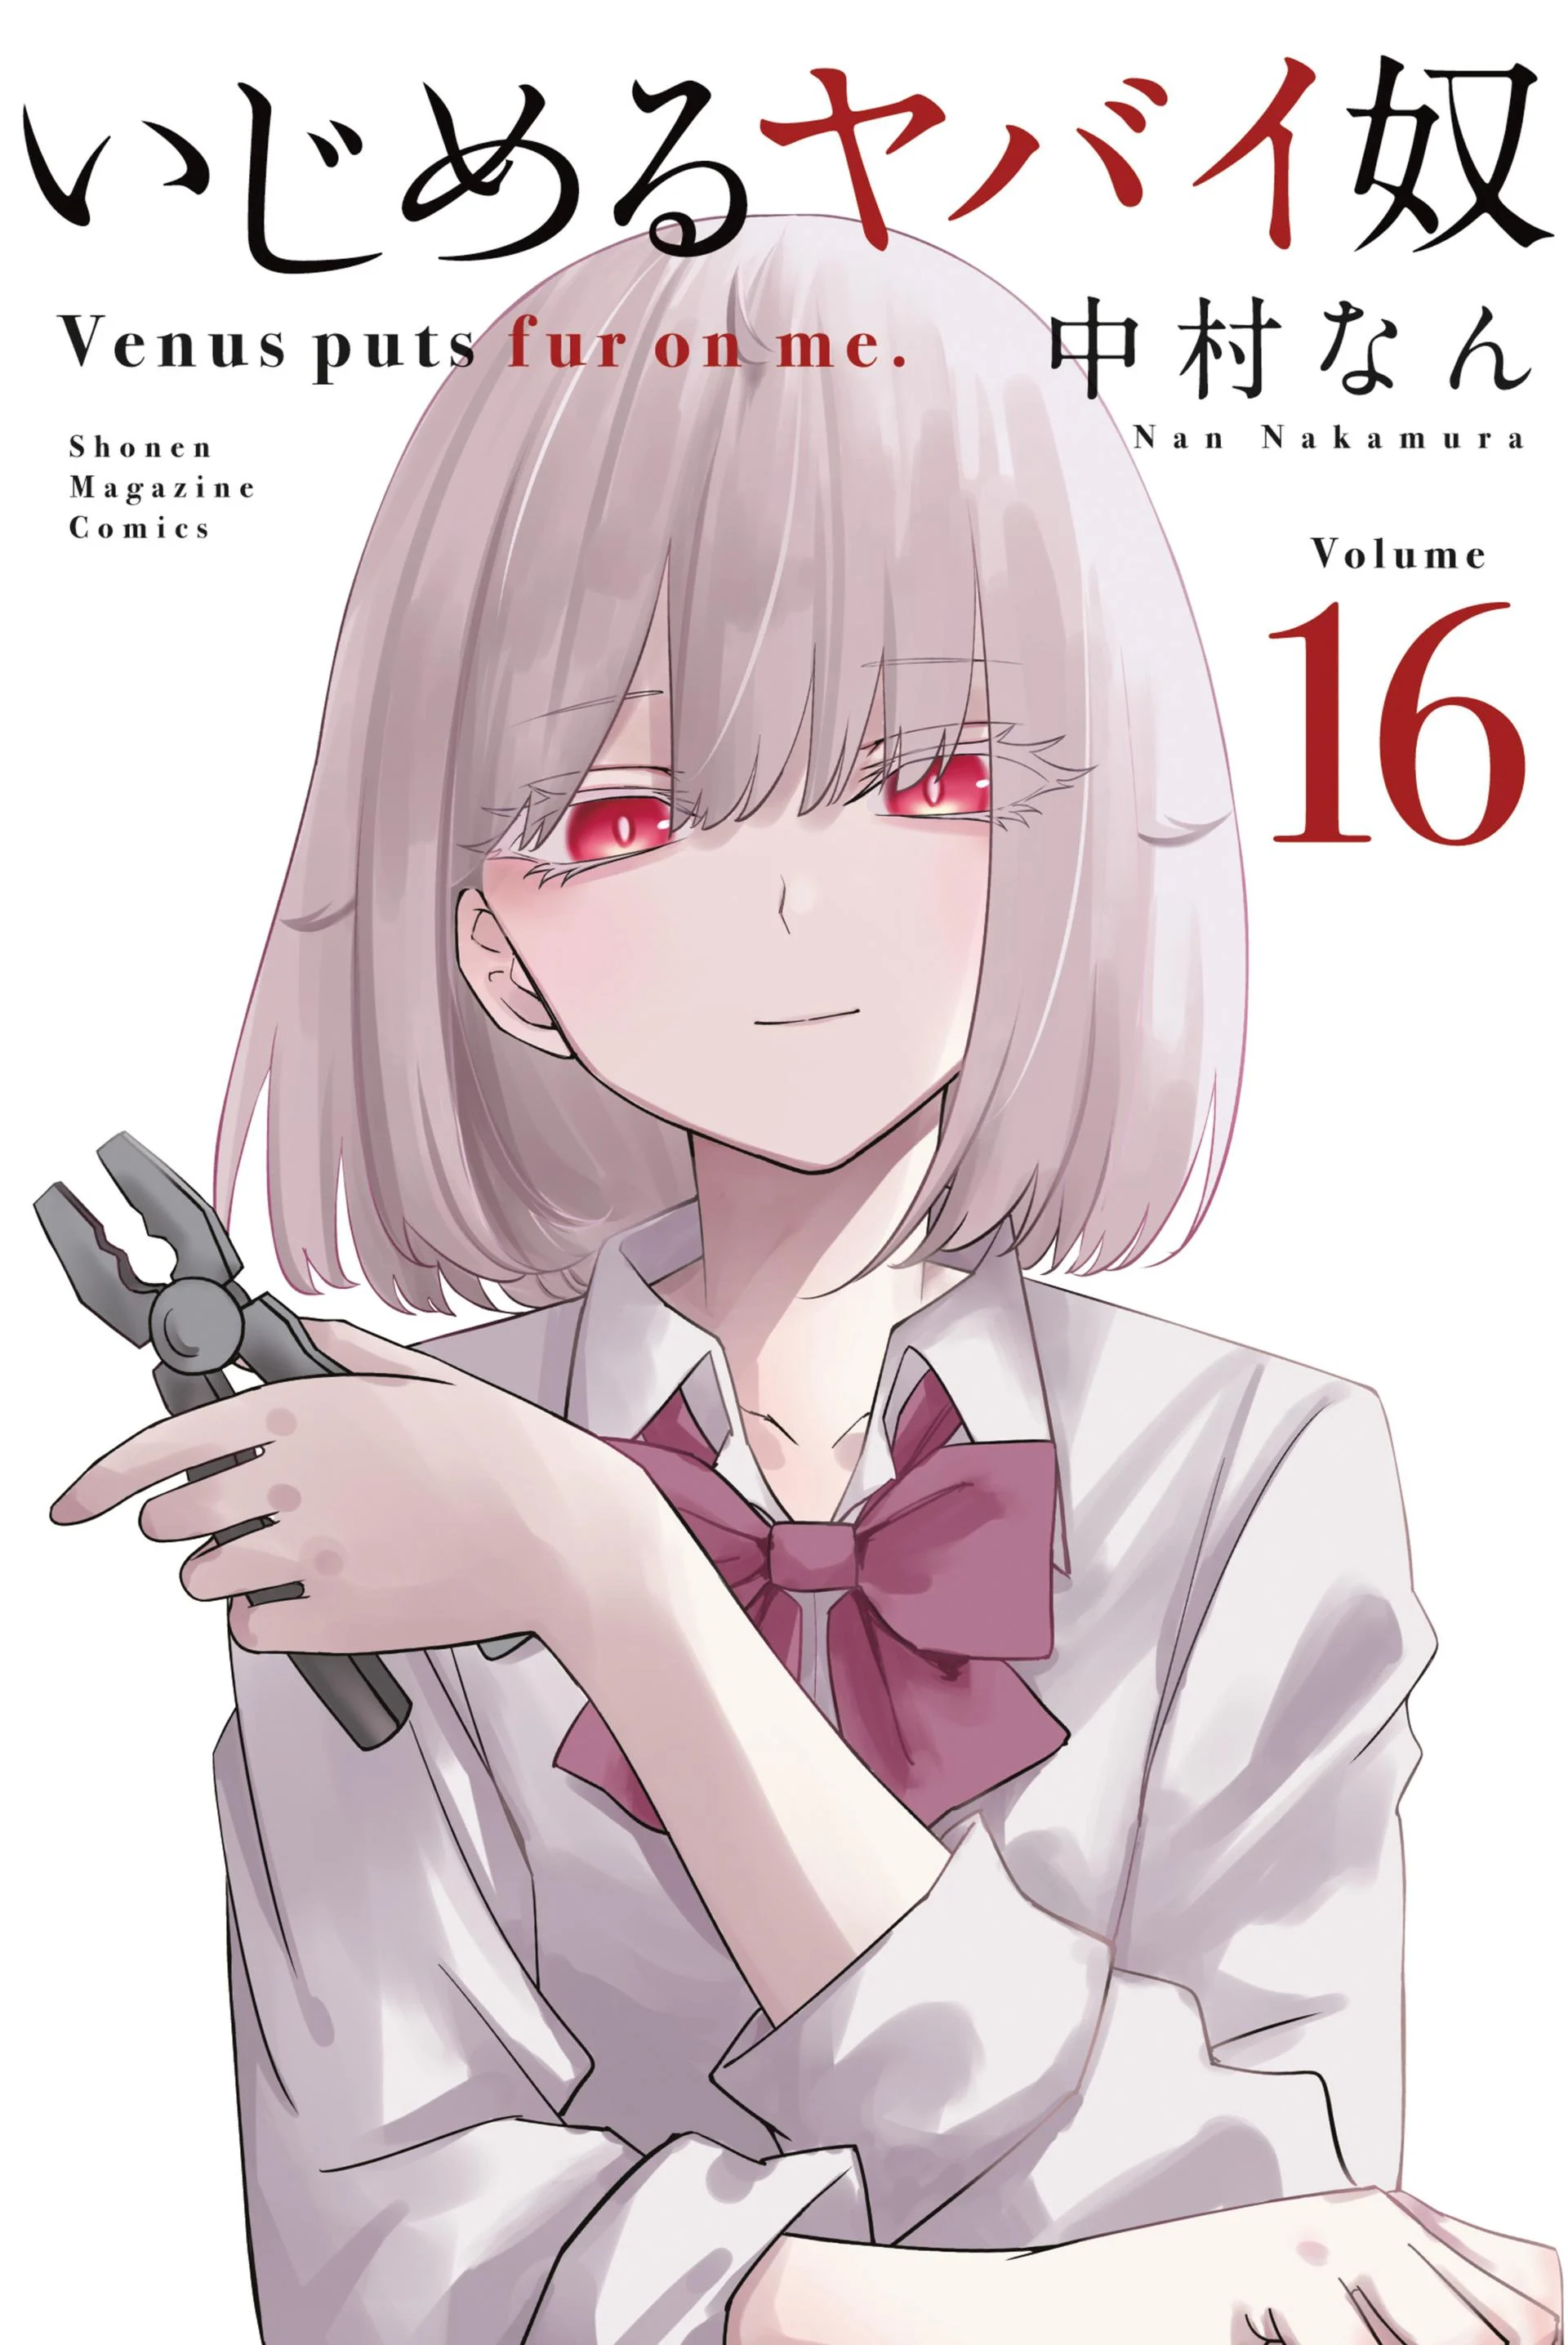 いじめるヤバイ奴
Venus puts fur on me.
中村なん
Nan Nakamura
Shonen
Magazine
Comics
Volume
16